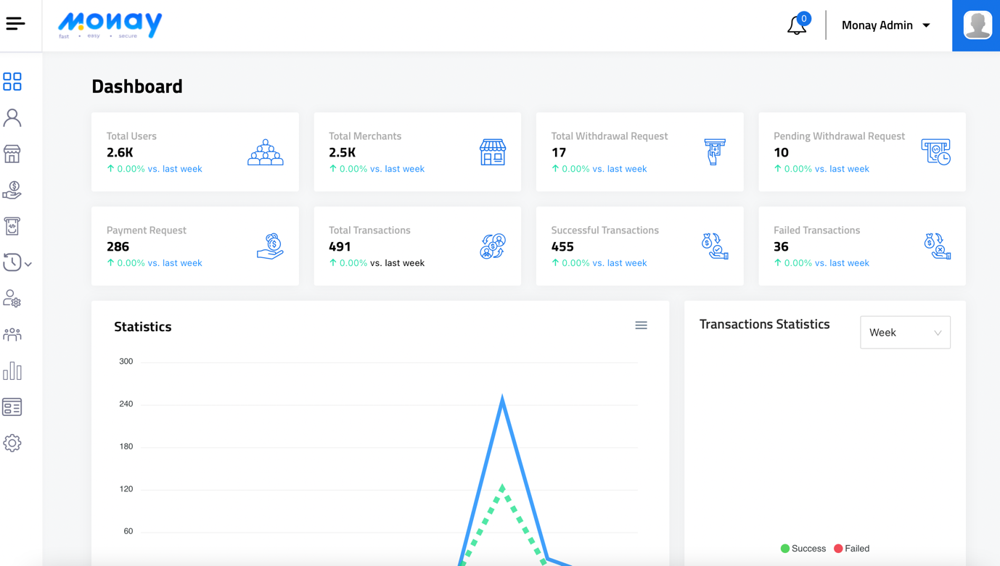 Monay
fast • easy • secure
0
Monay Admin
Dashboard
Total Users
2.6K
↑ 0.00% vs. last week
Total Merchants
2.5K
↑ 0.00% vs. last week
Total Withdrawal Request
17
↑ 0.00% vs. last week
Pending Withdrawal Request
10
↑ 0.00% vs. last week
Payment Request
286
↑ 0.00% vs. last week
Total Transactions
491
↑ 0.00% vs. last week
Successful Transactions
455
↑ 0.00% vs. last week
Failed Transactions
36
↑ 0.00% vs. last week
Statistics
300
240
180
120
60
Transactions Statistics
Week
Success Failed